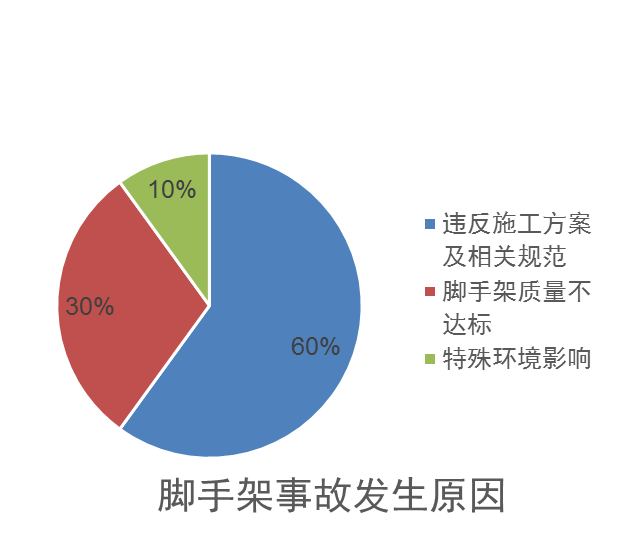 10%
30%
60%
违反施工方案
及相关规范
脚手架质量不
达标
特殊环境影响
脚手架事故发生原因